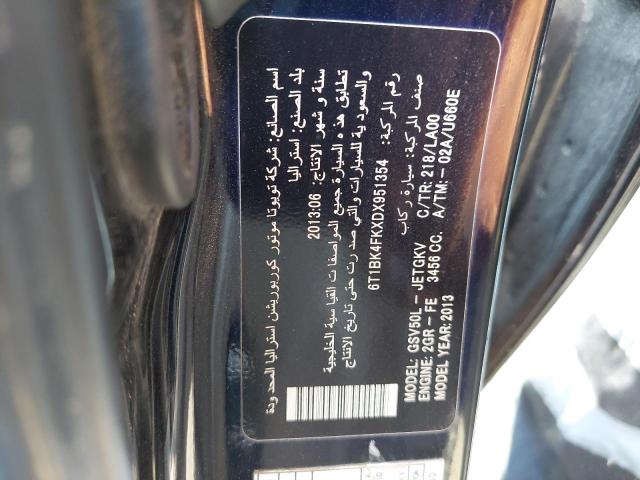 اسم الصانع: شركة تويوتا موتور كوربوريشن استراليا المحدودة
بلد الصنع: استراليا
سنة و شهر الانتاج: 2013:06
تطابق هذه السيارة جميع المواصفات القياسية الخليجية
والسعودية للسيارات والتي صدرت حتى تاريخ الانتاج
رقم المركبة: 6T1BK4FKXDX951354
صنف المركبة: سيارة ركاب
MODEL: GSV50L - JETGKV C/TR: 218/LA00
ENGINE: 2GR - FE 3456 CC. A/TM: - 02A/U660E
MODEL YEAR: 2013